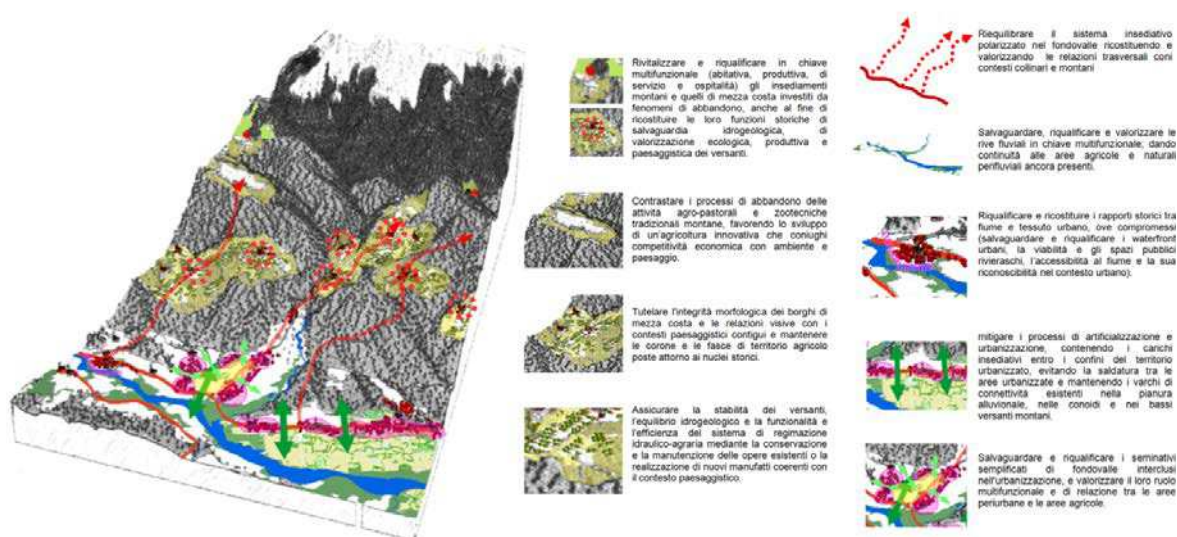 Rivitalizzare e riqualificare in chiave
multifunzionale (abitativa, produttiva, di
servizio e ospitalità) gli insediamenti
montani e quelli di mezza costa investiti da
fenomeni di abbandono, anche al fine di
ricostituire le loro funzioni storiche di
salvaguardia idrogeologica, di
valorizzazione ecologica, produttiva e
paesaggistica dei versanti.
Contrastare i processi di abbandono delle
attività agro-pastorali e zootecniche
tradizionali montane, favorendo lo sviluppo
di un'agricoltura innovativa che coniughi
competitività economica con ambiente e
paesaggio.
Tutelare l'integrità morfologica dei borghi di
mezza costa e le relazioni visive con i
contesti paesaggistici contigui e mantenere
le corone e le fasce di territorio agricolo
poste attorno ai nuclei storici.
Assicurare la stabilità dei versanti,
l'equilibrio idrogeologico e la funzionalità e
l'efficienza del sistema di regimazione
idraulico-agraria mediante la conservazione
e la manutenzione delle opere esistenti o la
realizzazione di nuovi manufatti coerenti con
il contesto paesaggistico.
Riequilibrare il sistema insediativo
polarizzato nel fondovalle ricostituendo e
valorizzando le relazioni trasversali coni
contesti collinari e montani
Salvaguardare, riqualificare e valorizzare le
rive fluviali in chiave multifunzionale; dando
continuità alle aree agricole e naturali
perifluviali ancora presenti.
Riqualificare e ricostituire i rapporti storici tra
fiume e tessuto urbano, ove compromessi
(salvaguardare e riqualificare i waterfront
urbani, la viabilità e gli spazi pubblici
rivieraschi, l'accessibilità al fiume e la sua
riconoscibilità nel contesto urbano).
mitigare i processi di artificializzazione e
urbanizzazione, contenendo i carichi
insediativi entro i confini del territorio
urbanizzato, evitando la saldatura tra le
aree urbanizzate e mantenendo i varchi di
connettività esistenti nella pianura
alluvionale, nelle conoidi e nei bassi
versanti montani.
Salvaguardare e riqualificare i seminativi
semplificati di fondovalle interclusi
nell'urbanizzazione, e valorizzare il loro ruolo
multifunzionale e di relazione tra le aree
periurbane e le aree agricole.